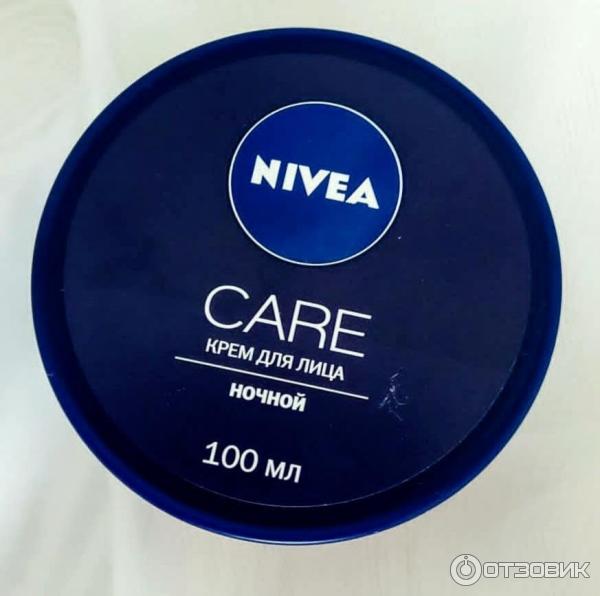 NIVEA
CARE
КРЕМ ДЛЯ ЛИЦА
НОЧНОЙ
100 МЛ
ОТЗОВИК